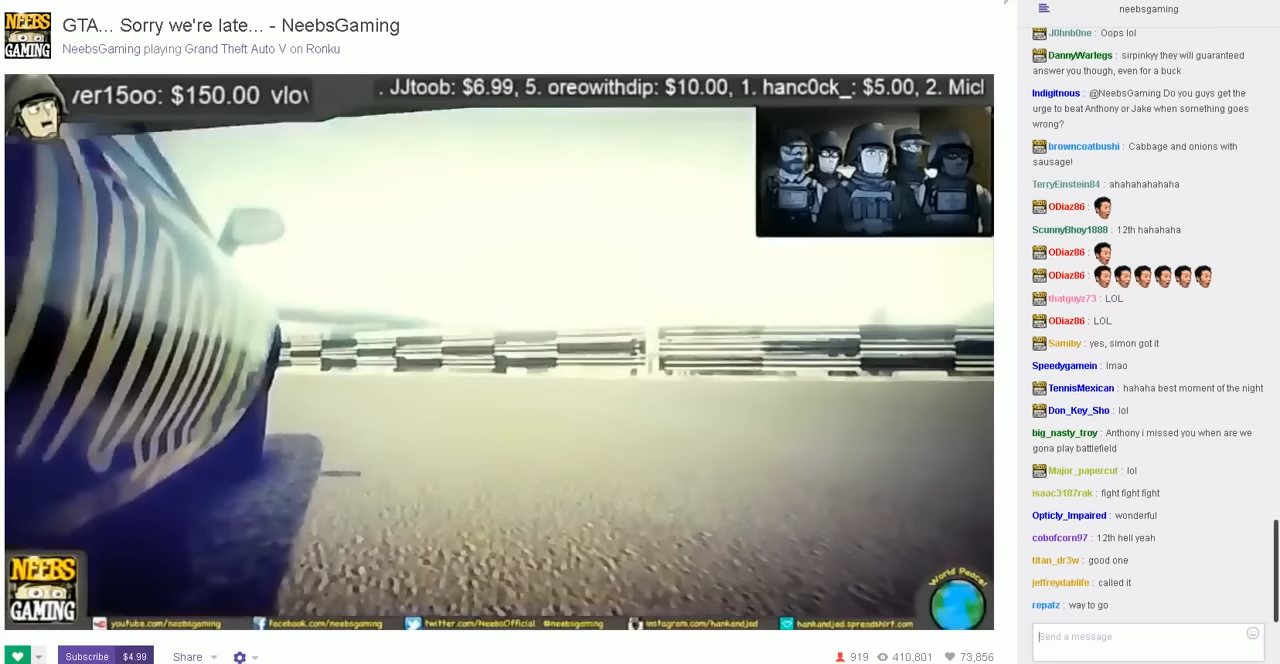 NEEBS
GAMING
GTA... Sorry we're late... - NeebsGaming
NeebsGaming playing Grand Theft Auto V on Ronku
/er15oo: $150.00 vlov
. JJtoob: $6.99, 5. oreowithdip: $10.00, 1. hanc0ck_: $5.00, 2. Micl
NEEBS
GAMING
World Peace!
youtube.com/neebsgaming
facebook.com/neebsgaming
twitter.com/NeebsOfficial #neebsgaming
instagram.com/hankandjed
hankandjed.spreadshirt.com
Subscribe $4.99
Share
919 410,801 73,856
neebsgaming
J0hnb0ne : Oops lol
DannyWarlegs : sirpinkyy they will guaranteed
answer you though, even for a buck
Indigitnous : @NeebsGaming Do you guys get the
urge to beat Anthony or Jake when something goes
wrong?
browncoatbushi : Cabbage and onions with
sausage!
TerryEinstein84 : ahahahahahaha
ODiaz86 :
ScunnyBhoy1888 : 12th hahahaha
ODiaz86 :
ODiaz86 :
thatguyz73 : LOL
ODiaz86 : LOL
Samiby : yes, simon got it
Speedygamein : lmao
TennisMexican : hahaha best moment of the night
Don_Key_Sho : lol
big_nasty_troy : Anthony i missed you when are we
gona play battlefield
Major_papercut : lol
isaac3187rak : fight fight fight
Opticly_Impaired : wonderful
cobofcorn97 : 12th hell yeah
titan_dr3w : good one
jeffreydablife : called it
repatz : way to go
Send a message